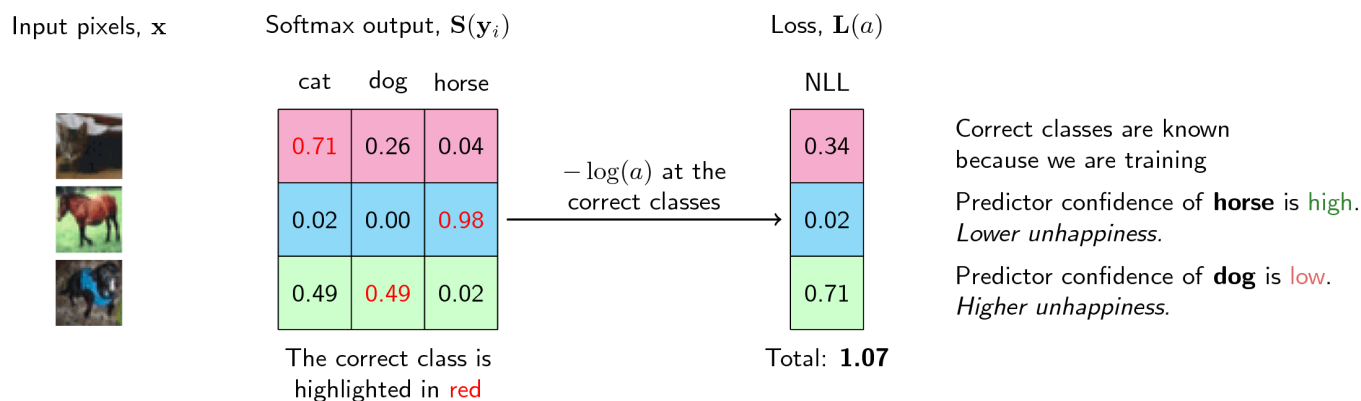 Input pixels, x
Softmax output, S(y_i)
Loss, L(a)
cat dog horse
NLL
0.71 0.26 0.04
0.34
0.02 0.00 0.98
0.02
0.49 0.49 0.02
0.71
− log(a) at the
correct classes
The correct class is
highlighted in red
Total: 1.07
Correct classes are known
because we are training
Predictor confidence of horse is high.
Lower unhappiness.
Predictor confidence of dog is low.
Higher unhappiness.